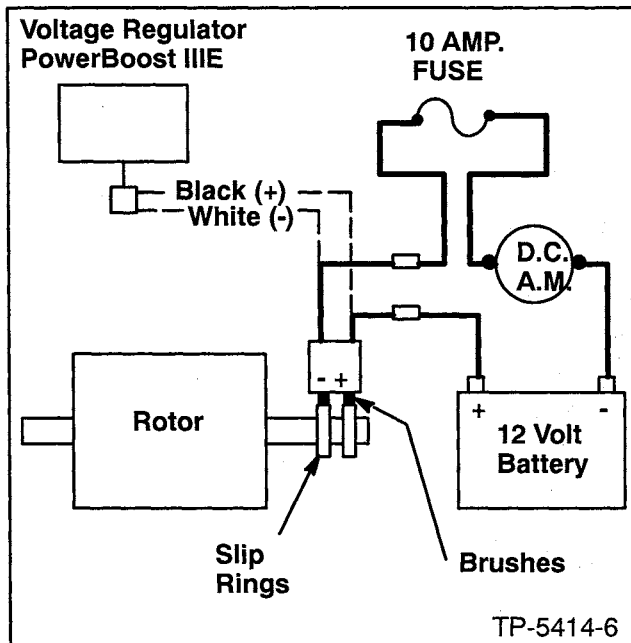 Voltage Regulator
PowerBoost IIIE
10 AMP.
FUSE
Black (+)
White (-)
D.C.
A.M.
- +
+ -
12 Volt
Battery
Rotor
Slip
Rings
Brushes
TP-5414-6